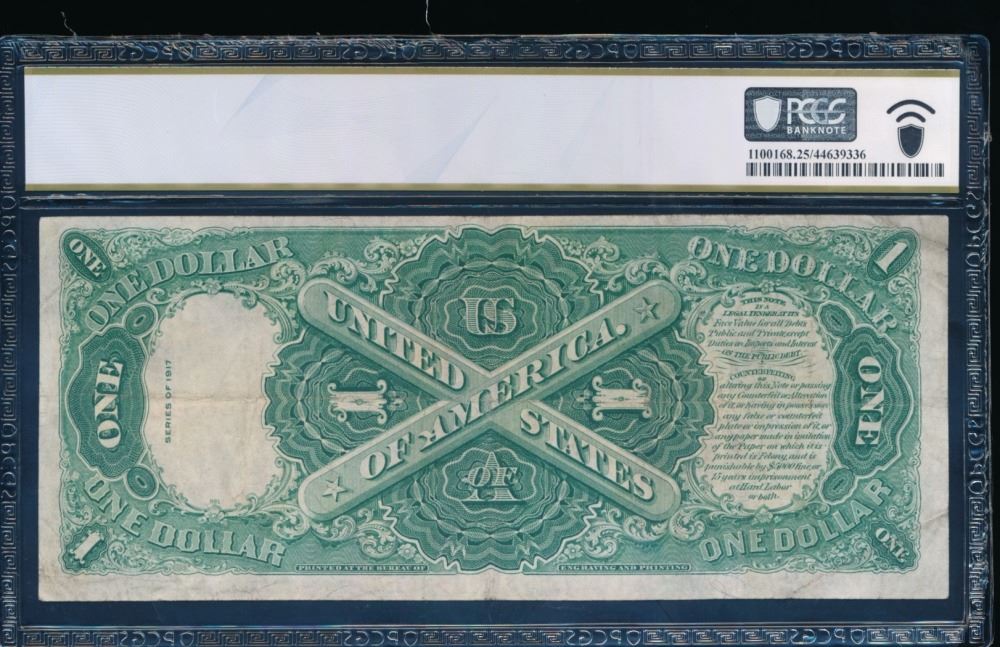 PCGS
BANKNOTE
1100168.25/44639336
ONE
ONE DOLLAR
ONE DOLLAR
1
US
UNITED STATES
OF AMERICA.
1
1
OF
A
ONE
SERIES OF 1917
THIS NOTE
IS A
LEGAL TENDER AT ITS
Face Value for all Debts
Public and Private, except
Duties on Imports and Interest
ON THE PUBLIC DEBT.
COUNTERFEITING
or
altering this Note or passing
any Counterfeit or Alteration
of it, or having in possession
any false or counterfeit
plate or impression of it, or
any paper made in imitation
of the Paper on which it is
printed is Felony, and is
punishable by $5000 fine, or
15 years imprisonment
at Hard Labor
or both.
ONE
1
ONE DOLLAR
ONE DOLLAR
ONE
PRINTED AT THE BUREAU OF
ENGRAVING AND PRINTING